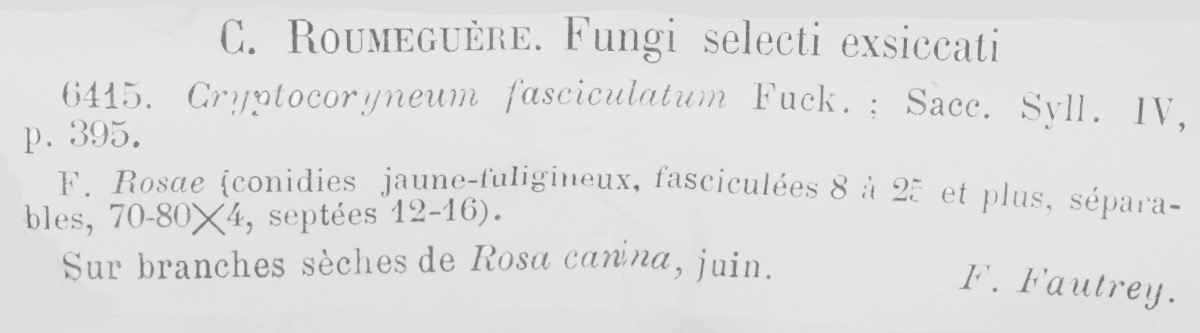 C. ROUMEGUÈRE. Fungi selecti exsiccati
6415. Cryptocoryneum fasciculatum Fuck. ; Sacc. Syll. IV,
p. 395.
F. Rosae (conidies jaune-fuligineux, fasciculées 8 à 25 et plus, sépara-
bles, 70-80×4, septées 12-16).
Sur branches sèches de Rosa canina, juin.
F. Fautrey.